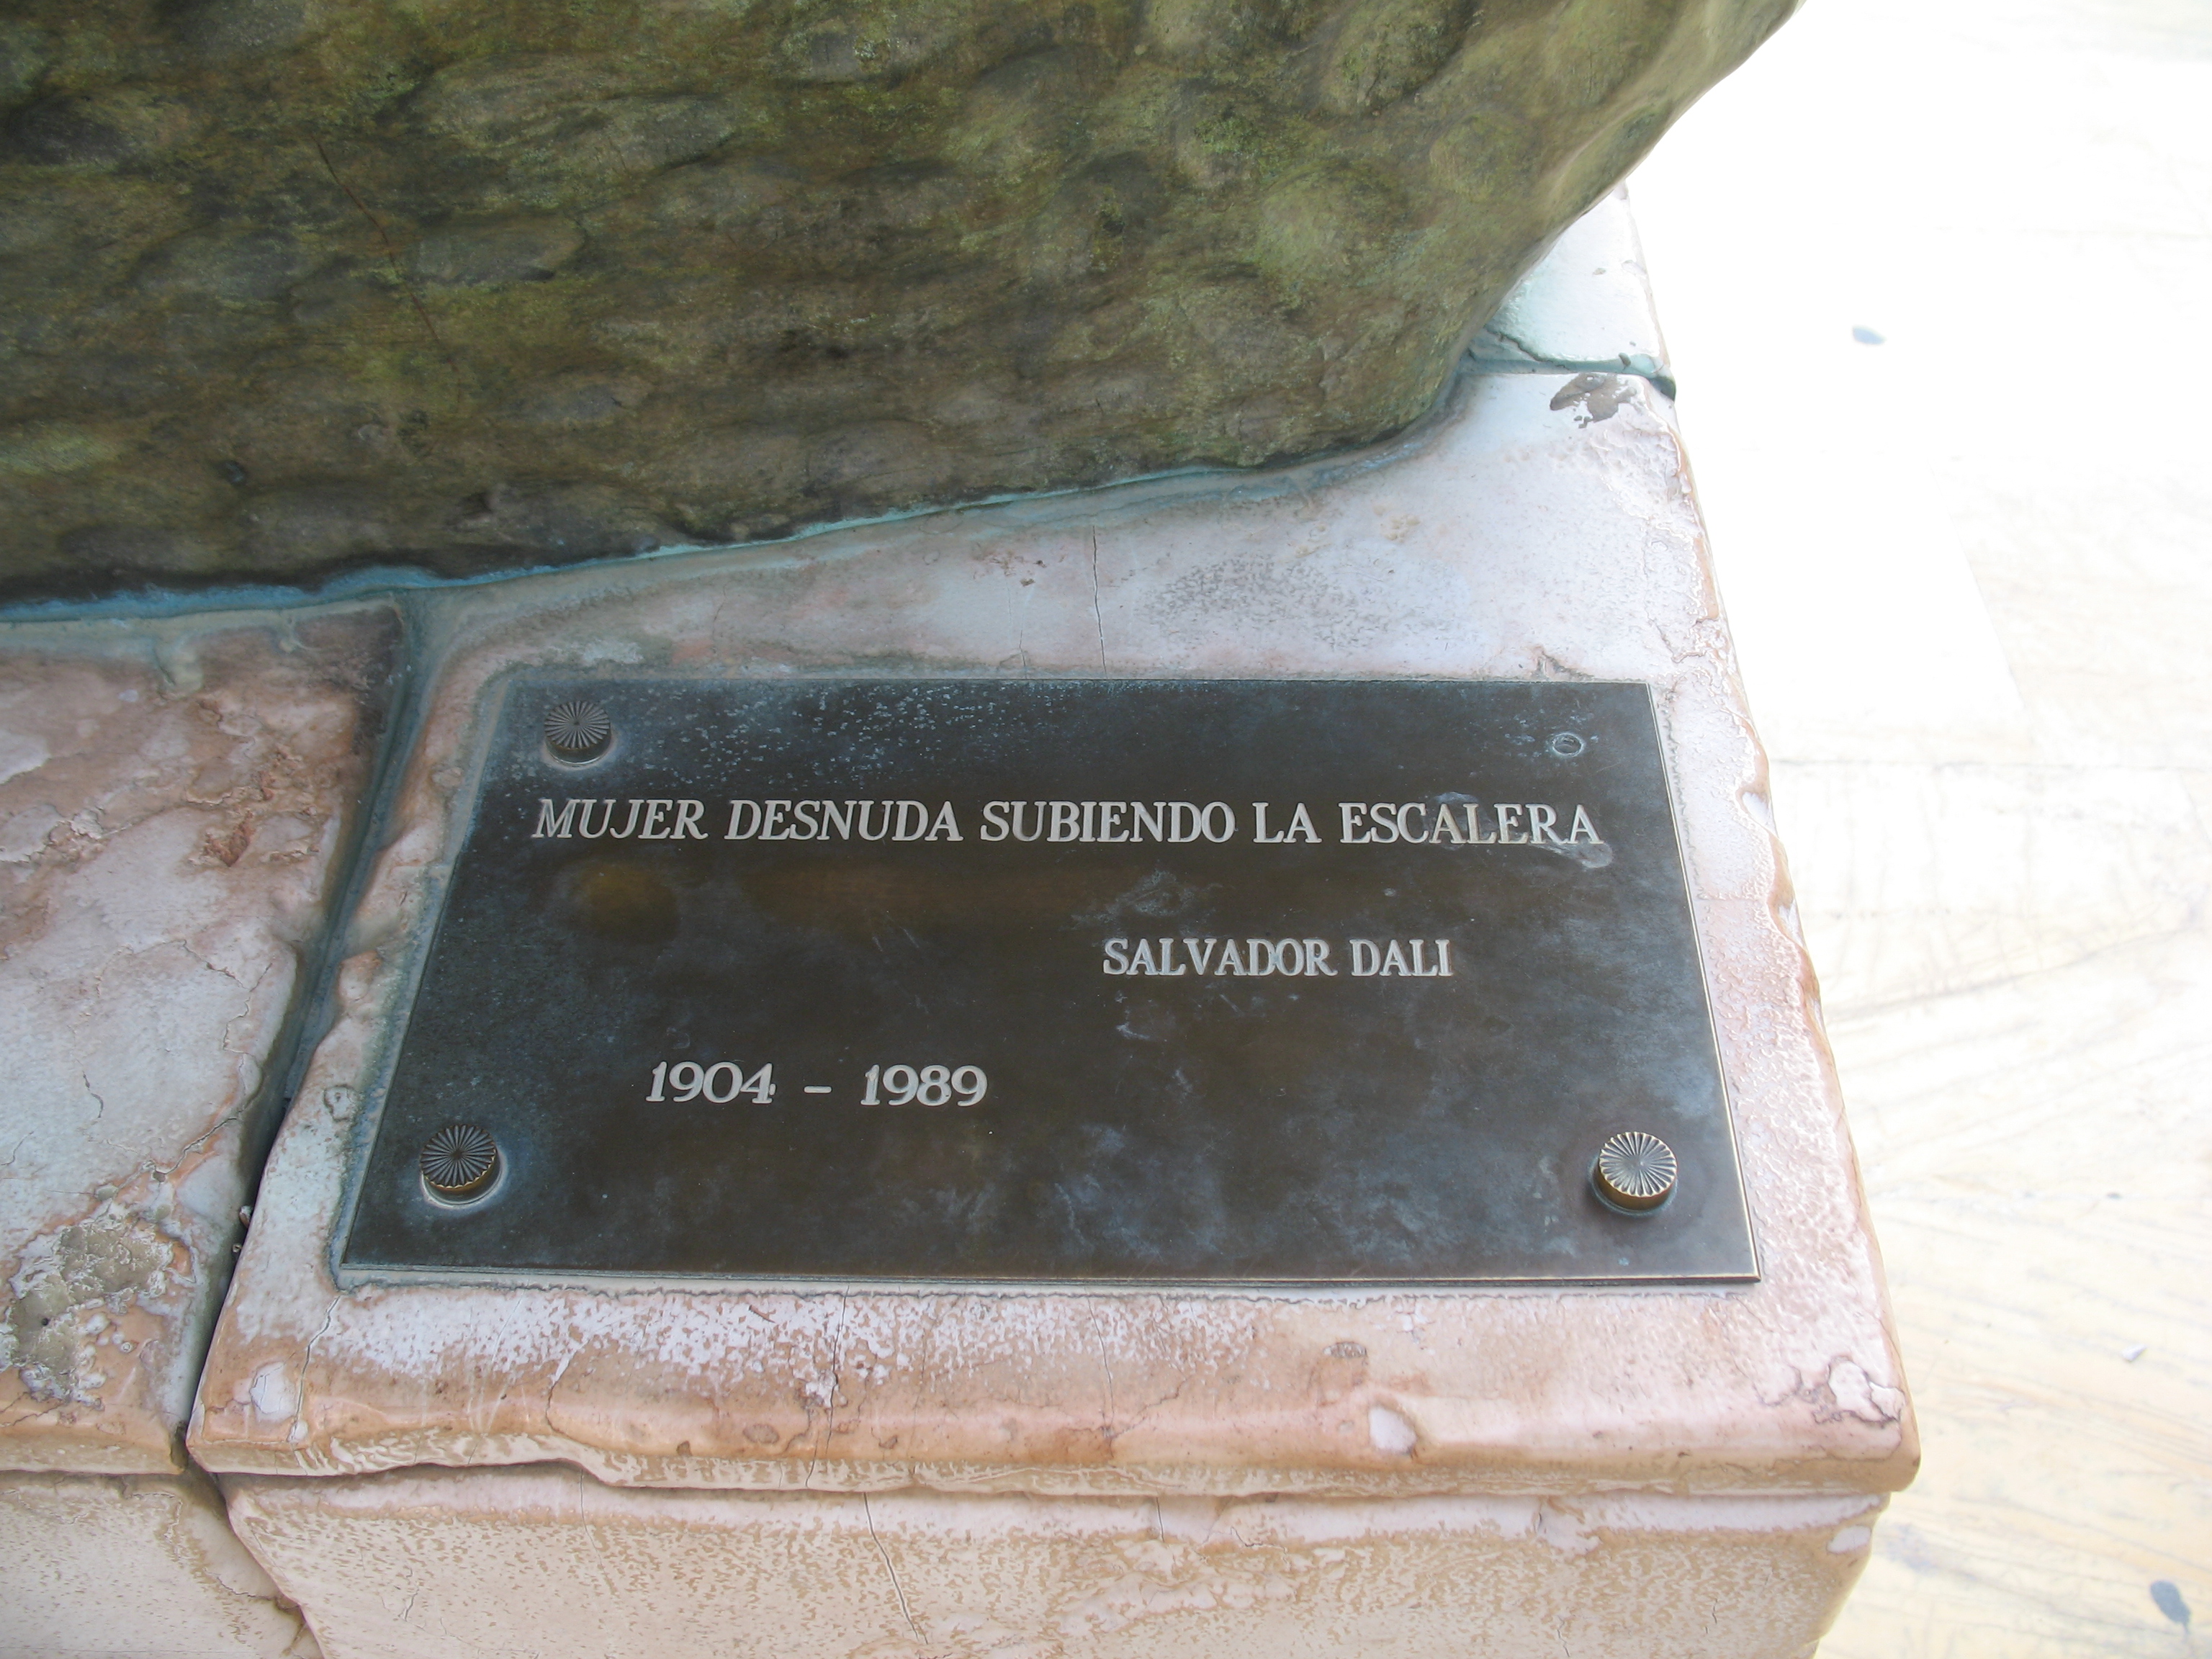 MUJER DESNUDA SUBIENDO LA ESCALERA
SALVADOR DALI
1904 - 1989